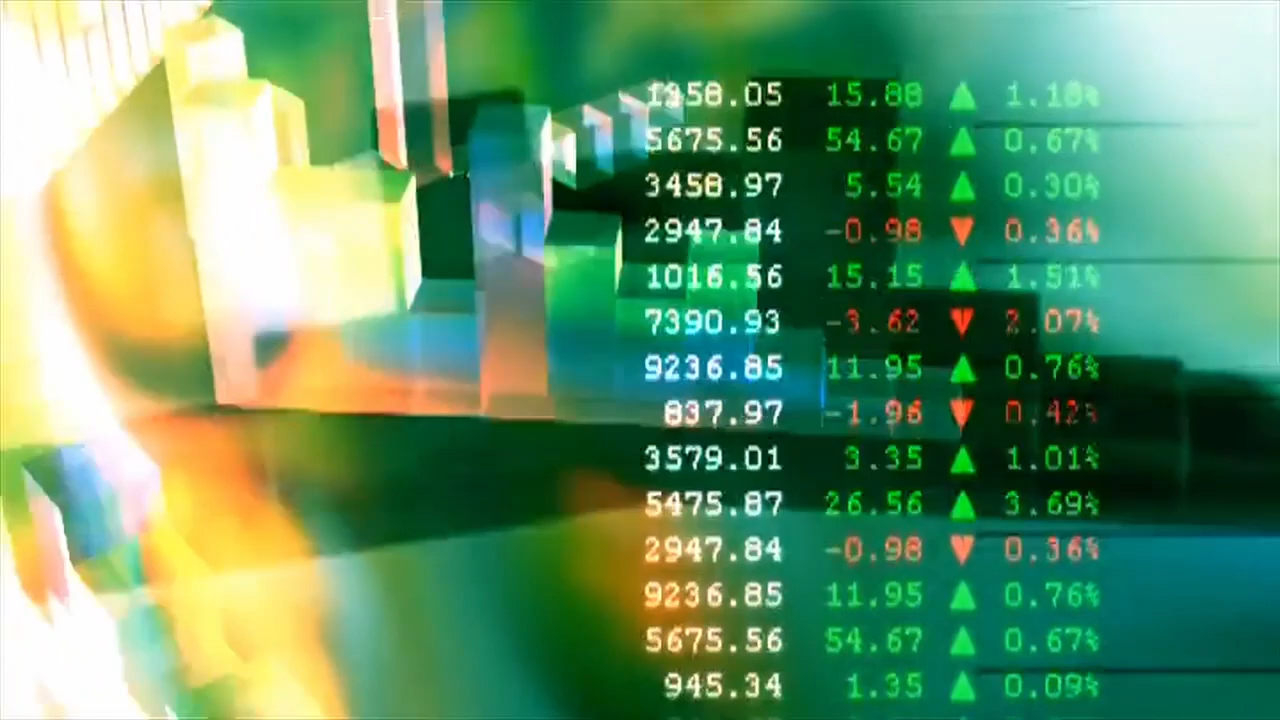 1358.05 15.88 ▲ 1.18%
5675.56 54.67 ▲ 0.67%
3458.97 5.54 ▲ 0.30%
2947.84 -0.98 ▼ 0.36%
1016.56 15.15 ▲ 1.51%
7390.93 -3.62 ▼ 2.07%
9236.85 11.95 ▲ 0.76%
837.97 -1.96 ▼ 0.42%
3579.01 3.35 ▲ 1.01%
5475.87 26.56 ▲ 3.69%
2947.84 -0.98 ▼ 0.36%
9236.85 11.95 ▲ 0.76%
5675.56 54.67 ▲ 0.67%
945.34 1.35 ▲ 0.09%